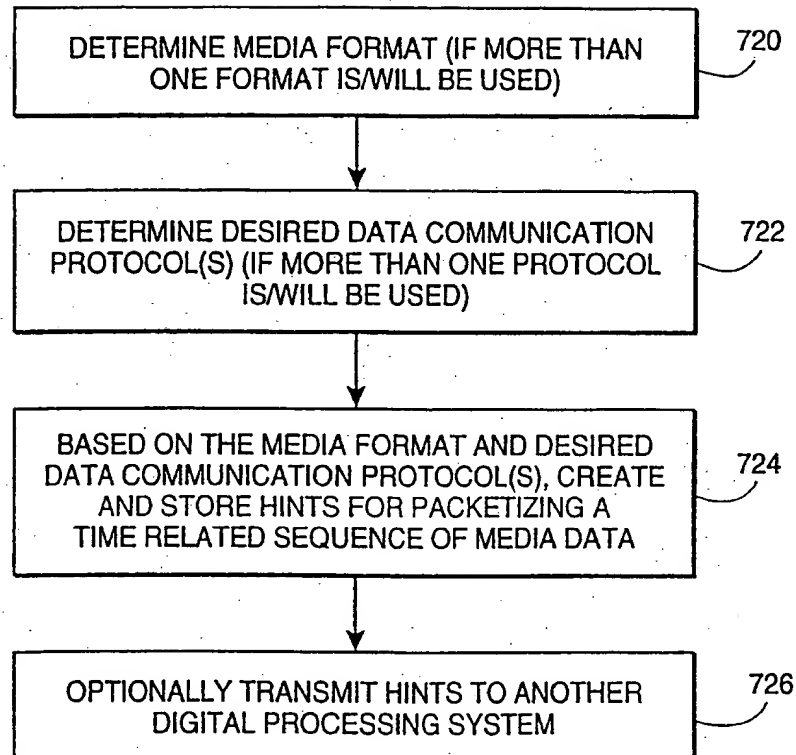 DETERMINE MEDIA FORMAT (IF MORE THAN
ONE FORMAT IS/WILL BE USED)
720
DETERMINE DESIRED DATA COMMUNICATION
PROTOCOL(S) (IF MORE THAN ONE PROTOCOL
IS/WILL BE USED)
722
BASED ON THE MEDIA FORMAT AND DESIRED
DATA COMMUNICATION PROTOCOL(S), CREATE
AND STORE HINTS FOR PACKETIZING A
TIME RELATED SEQUENCE OF MEDIA DATA
724
OPTIONALLY TRANSMIT HINTS TO ANOTHER
DIGITAL PROCESSING SYSTEM
726